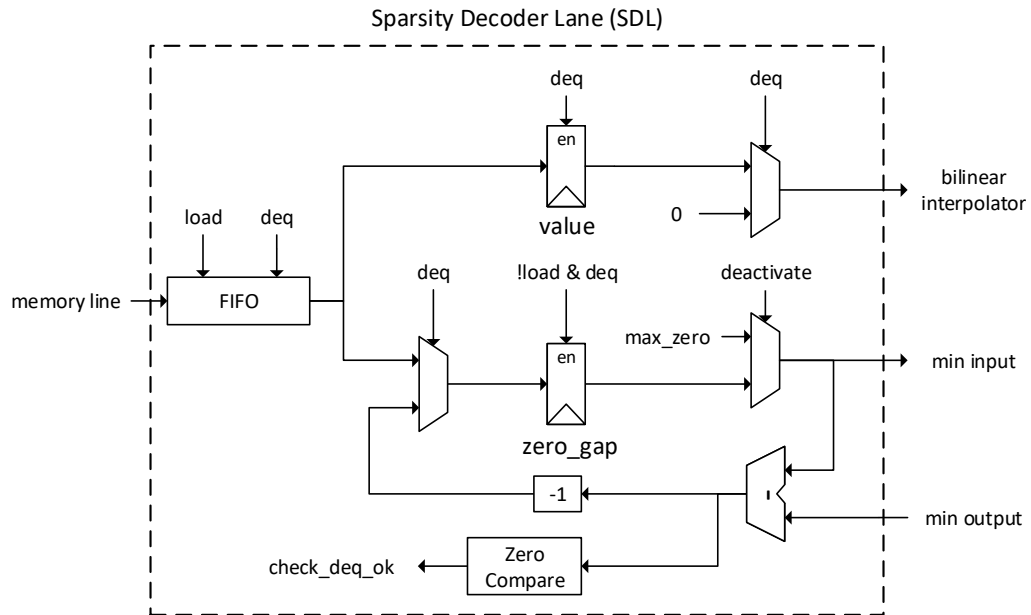 Sparsity Decoder Lane (SDL)
deq
deq
en
value
0
bilinear
interpolator
load
deq
memory line
FIFO
deq
!load & deq
deactivate
max_zero
en
zero_gap
min input
-1
-
min output
check_deq_ok
Zero
Compare